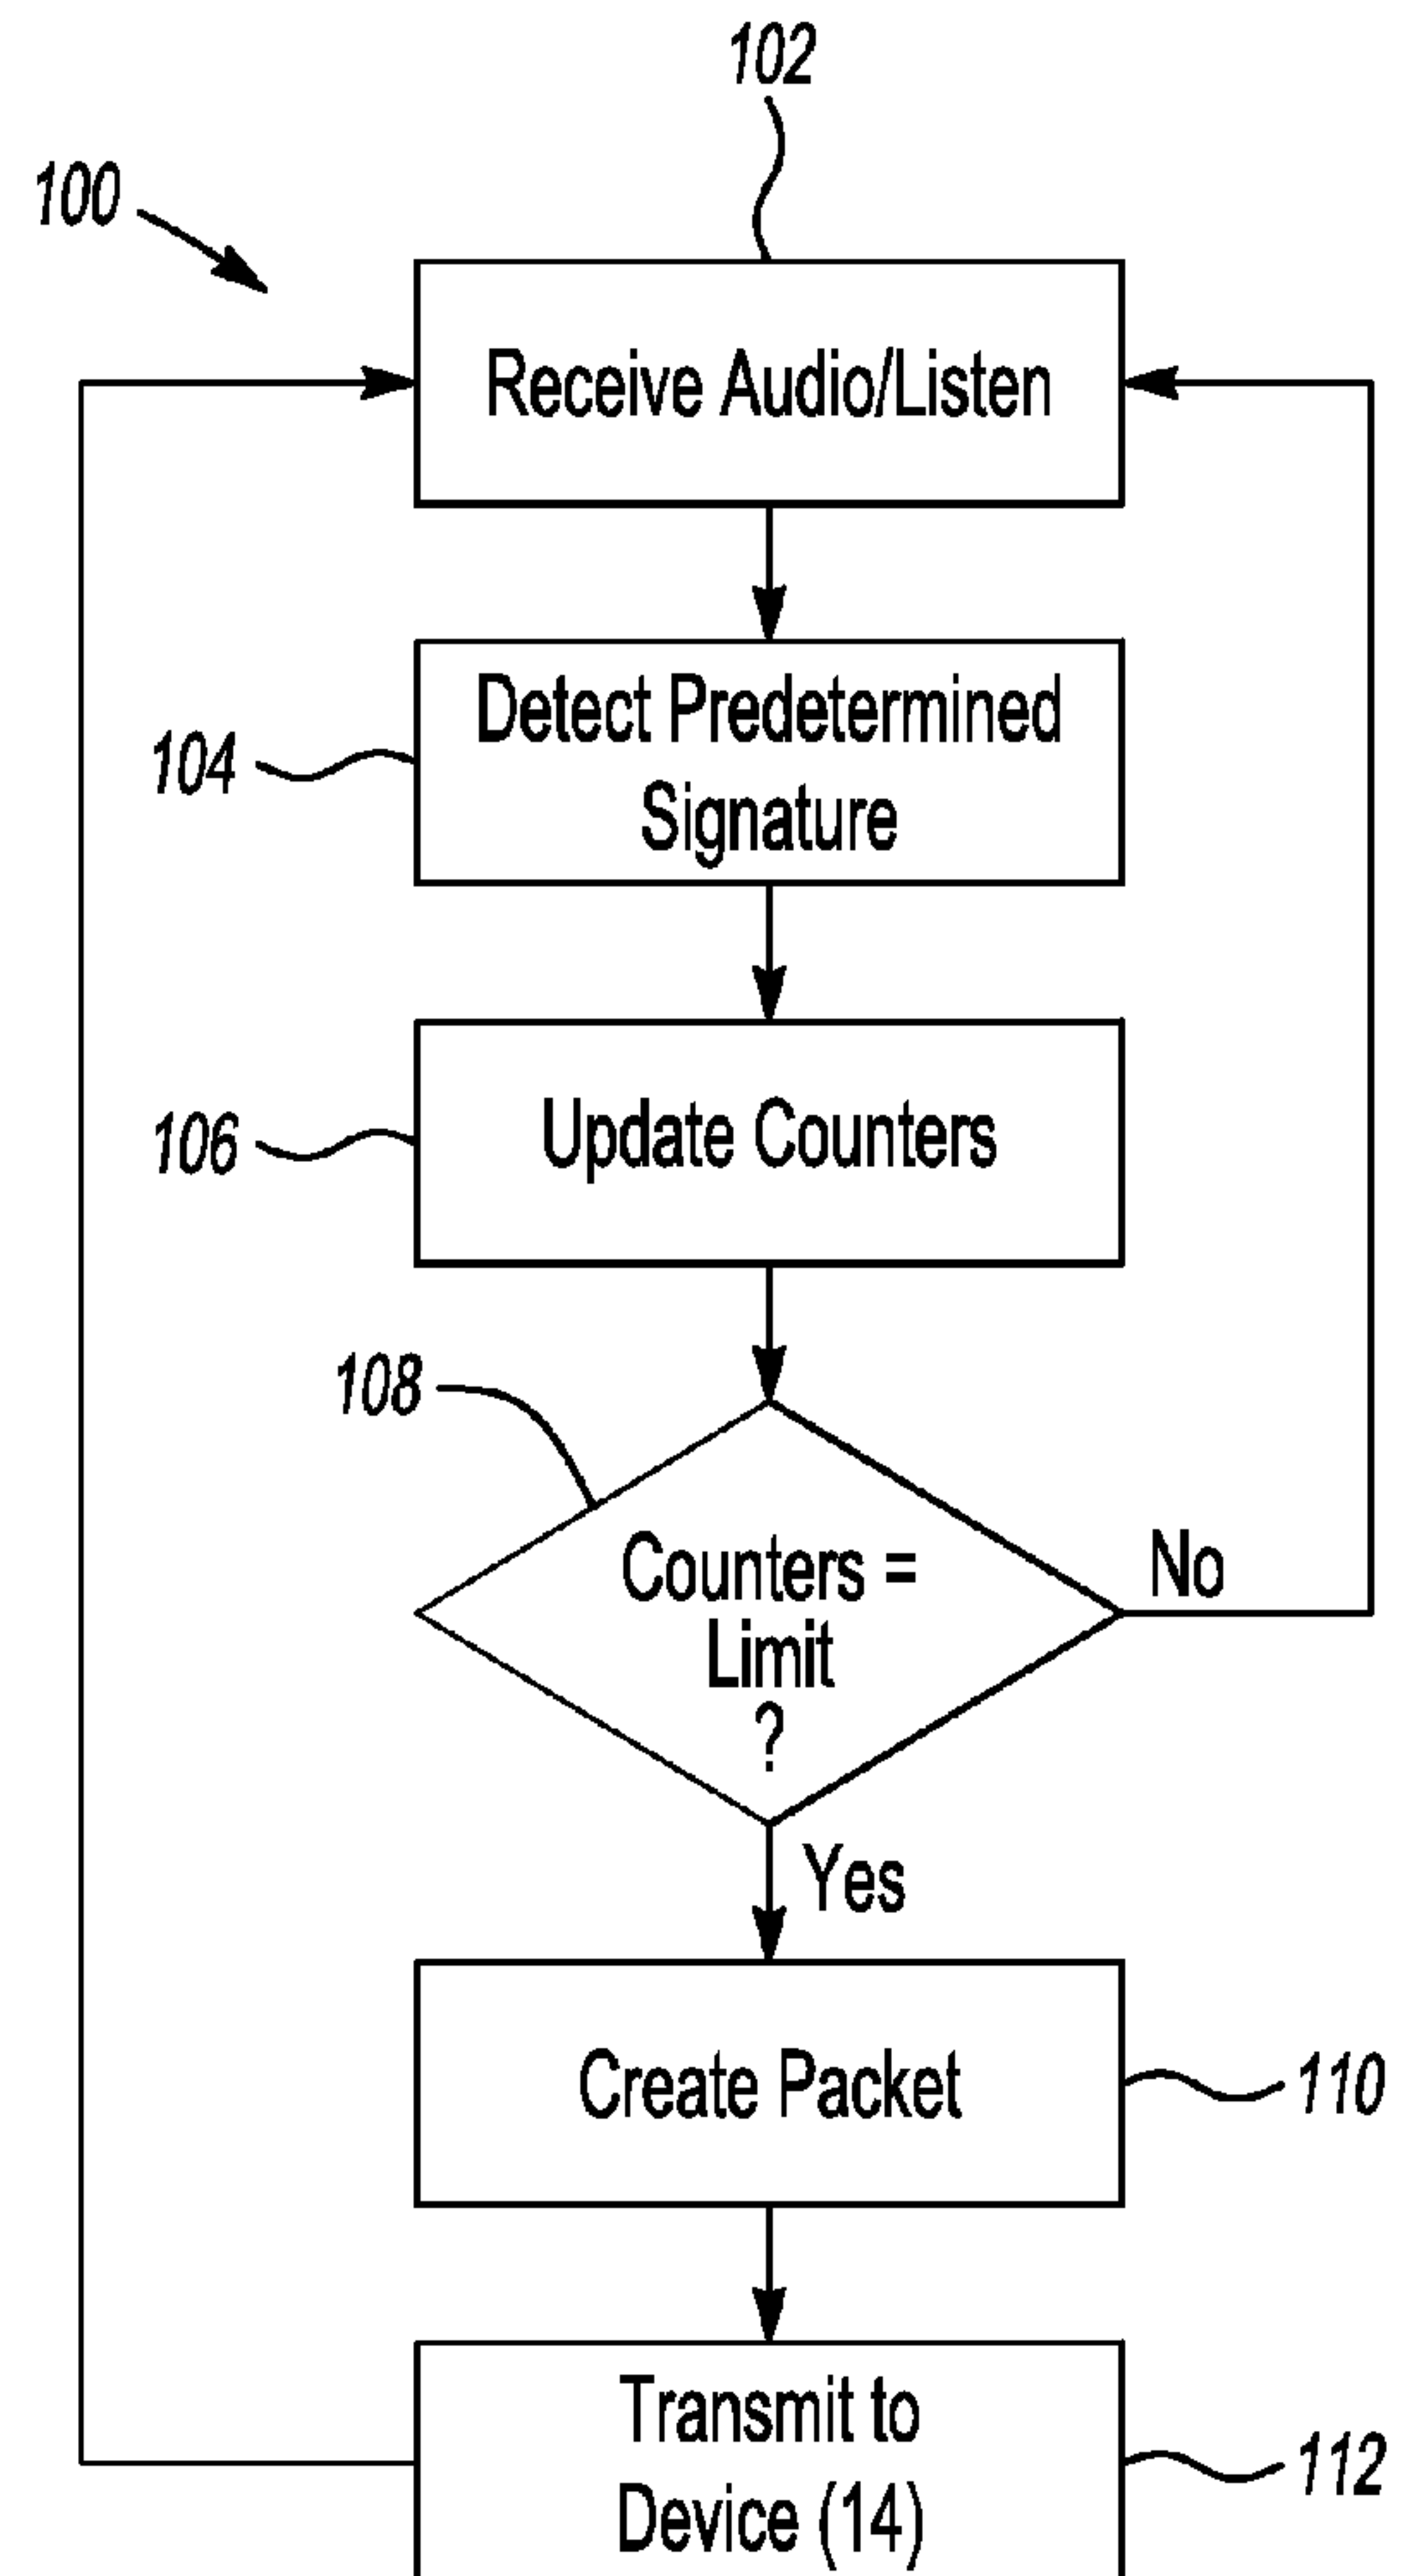 102
100
Receive Audio/Listen
Detect Predetermined
Signature
104
Update Counters
106
108
Counters =
Limit
?
No
Yes
Create Packet
110
Transmit to
Device (14)
112